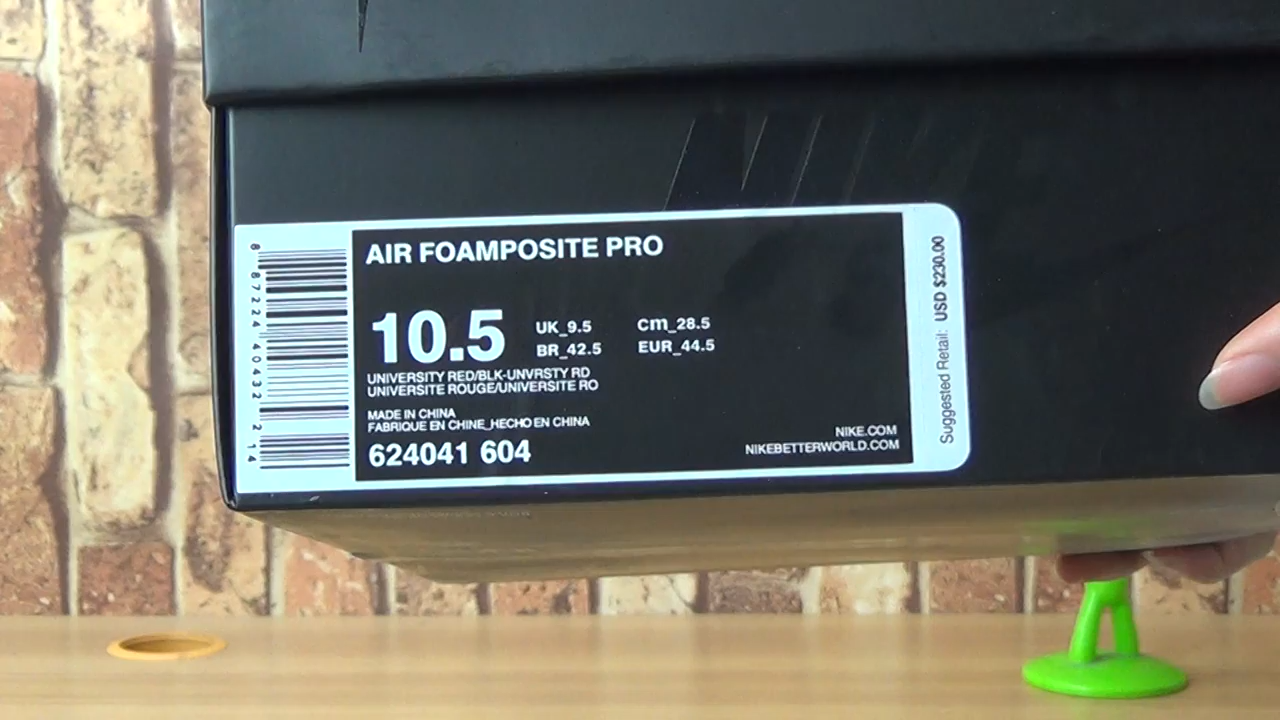 AIR FOAMPOSITE PRO
10.5
UK_9.5
Cm_28.5
BR_42.5
EUR_44.5
UNIVERSITY RED/BLK-UNVRSTY RD
UNIVERSITE ROUGE/UNIVERSITE RO
MADE IN CHINA
FABRIQUE EN CHINE_HECHO EN CHINA
624041 604
NIKE.COM
NIKEBETTERWORLD.COM
8 87224 40432 2 14
Suggested Retail: USD $230.00